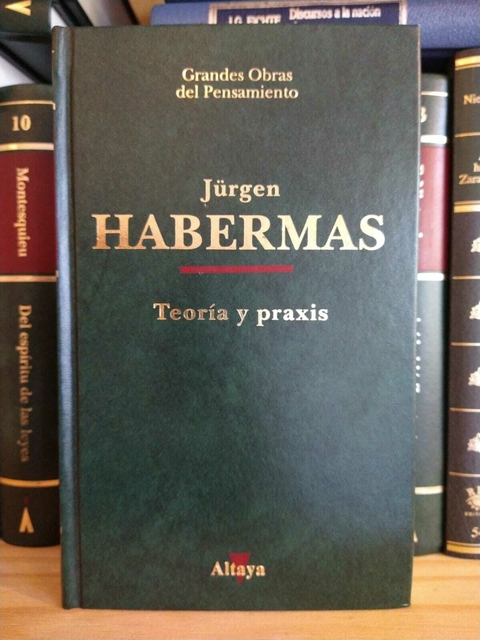 J.G. FICHTE Discursos a la nación
Grandes Obras
del Pensamiento
Jürgen
HABERMAS
Teoría y praxis
Altaya
10
Montesquieu
Del espíritu de las leyes